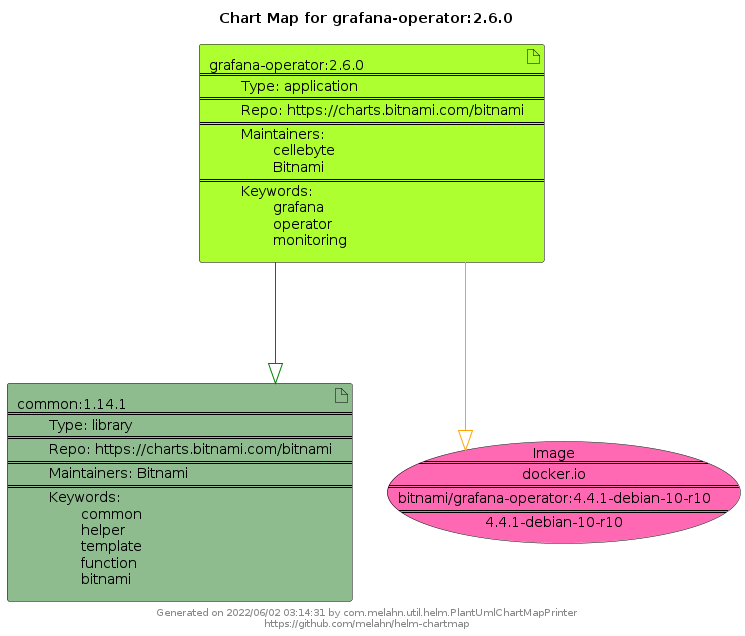 Chart Map for grafana-operator:2.6.0
grafana-operator:2.6.0
Type: application
Repo: https://charts.bitnami.com/bitnami
Maintainers:
cellebyte
Bitnami
Keywords:
grafana
operator
monitoring
common:1.14.1
Type: library
Repo: https://charts.bitnami.com/bitnami
Maintainers: Bitnami
Keywords:
common
helper
template
function
bitnami
Image
docker.io
bitnami/grafana-operator:4.4.1-debian-10-r10
4.4.1-debian-10-r10
Generated on 2022/06/02 03:14:31 by com.melahn.util.helm.PlantUmlChartMapPrinter
https://github.com/melahn/helm-chartmap